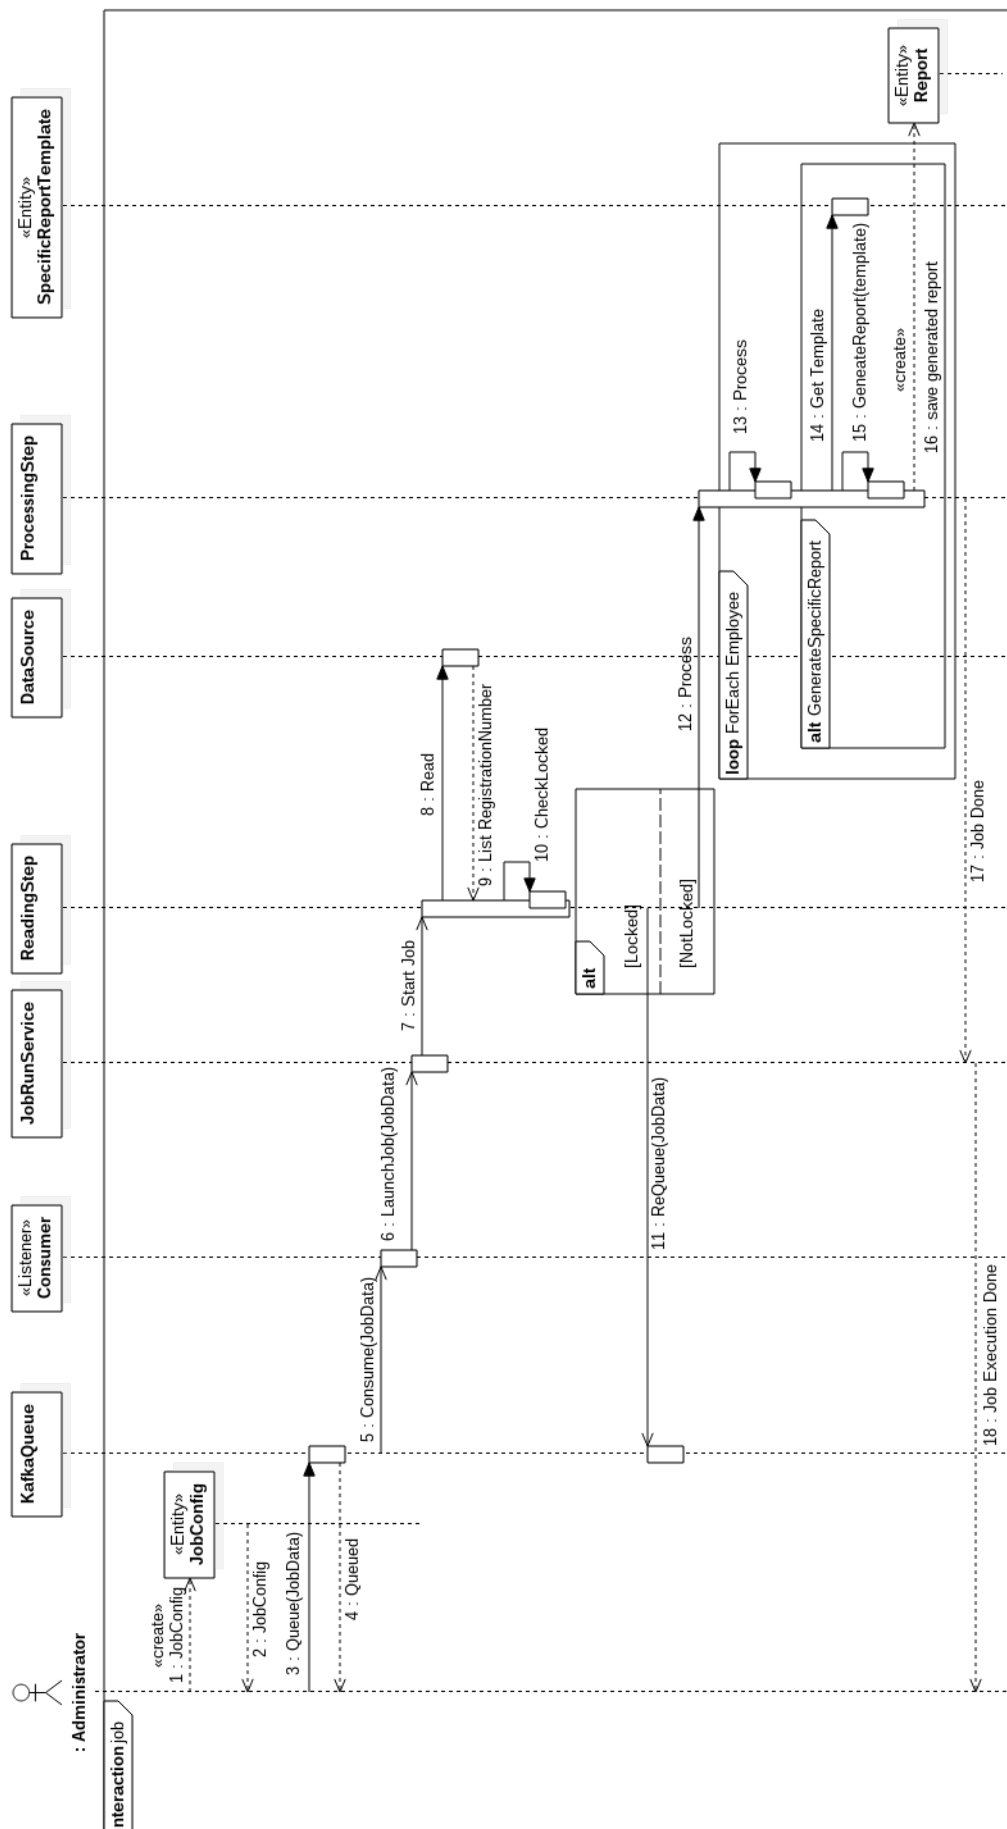 : Administrator
«create»
1 : JobConfig
«Entity»
JobConfig
2 : JobConfig
KafkaQueue
3 : Queue(JobData)
4 : Queued
«Listener»
Consumer
5 : Consume(JobData)
JobRunService
6 : LaunchJob(JobData)
ReadingStep
7 : Start Job
DataSource
8 : Read
9 : List RegistrationNumber
10 : CheckLocked
alt
[Locked]
11 : ReQueue(JobData)
[NotLocked]
ProcessingStep
12 : Process
loop ForEach Employee
13 : Process
alt GenerateSpecificReport
«Entity»
SpecificReportTemplate
14 : Get Template
15 : GeneateReport(template)
«create»
16 : save generated report
«Entity»
Report
17 : Job Done
18 : Job Execution Done
nteraction job